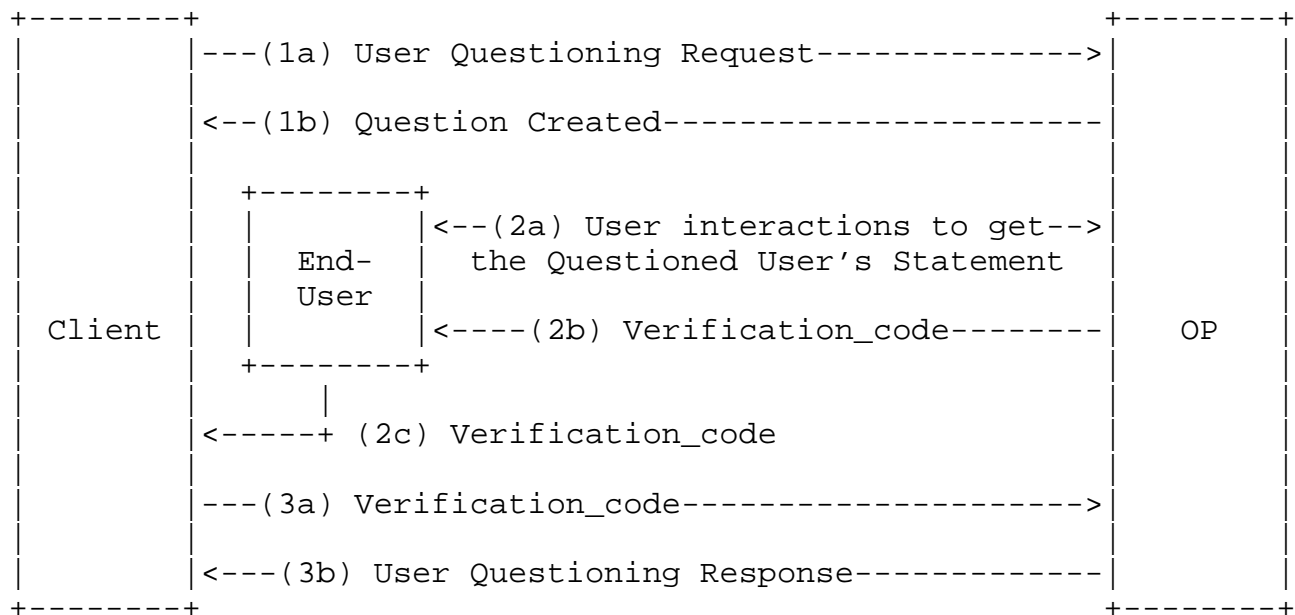 (1a) User Questioning Request
(1b) Question Created
(2a) User interactions to get
End- the Questioned User’s Statement
User
Client (2b) Verification_code OP
(2c) Verification_code
(3a) Verification_code
(3b) User Questioning Response